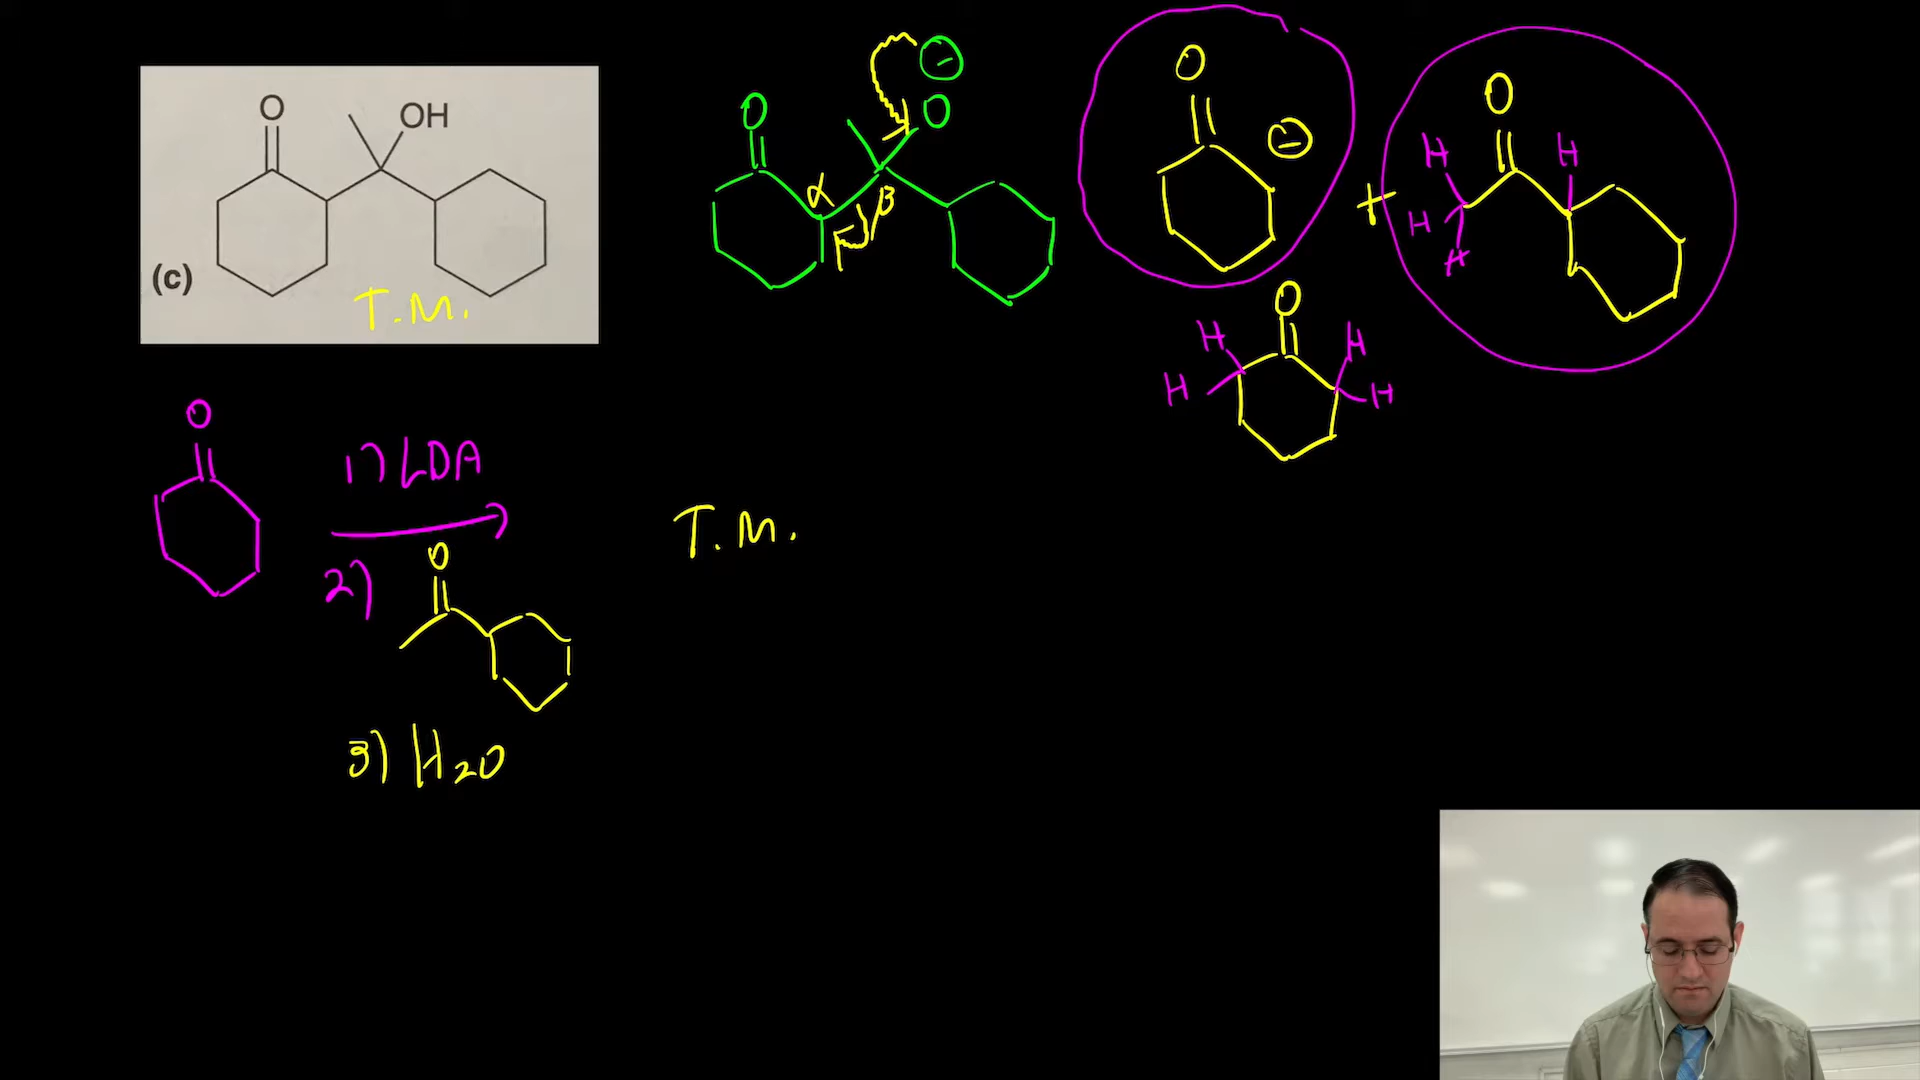 O
OH
(c)
T.M.
O
α
β
⊖
O
O
⊖
+
O
H
H
H
H
O
H
H
H
H
O
1) LDA
2)
O
3) H2O
T.M.